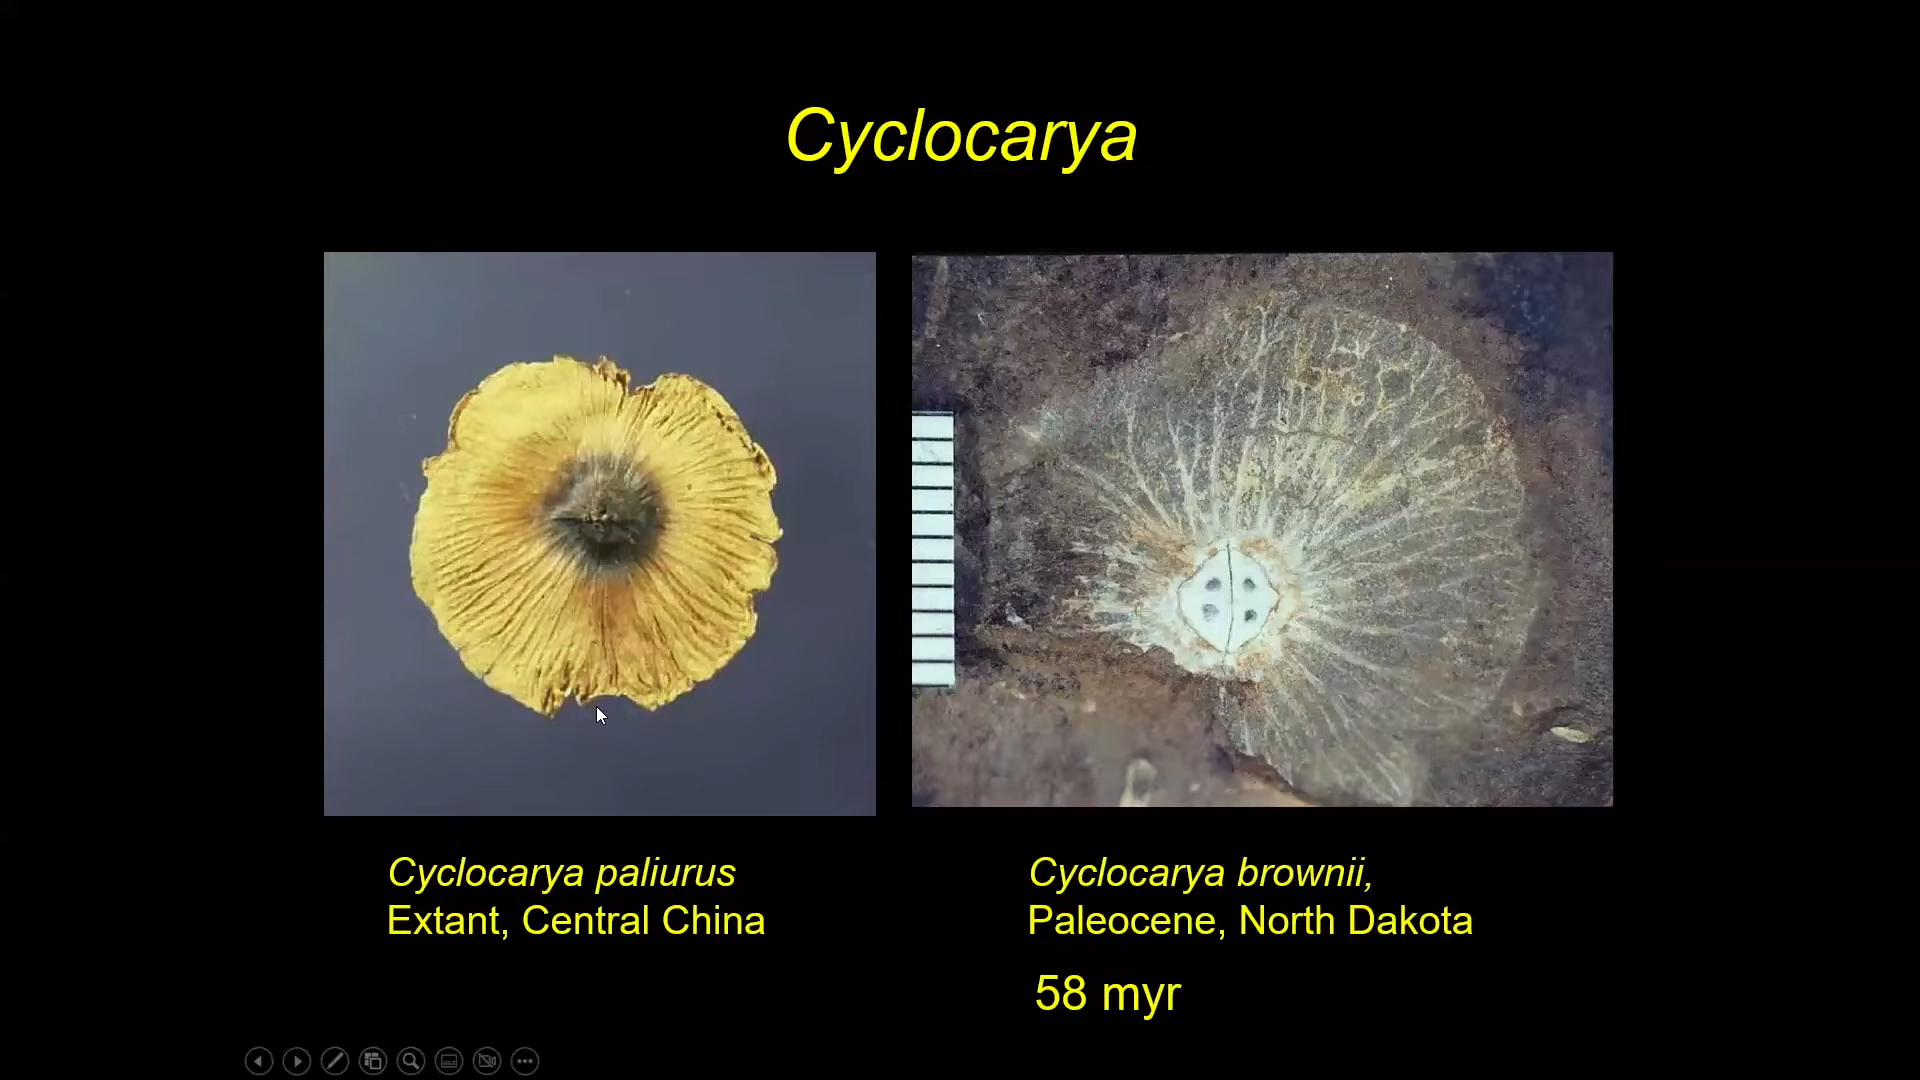 Cyclocarya
Cyclocarya paliurus
Extant, Central China
Cyclocarya brownii,
Paleocene, North Dakota
58 myr